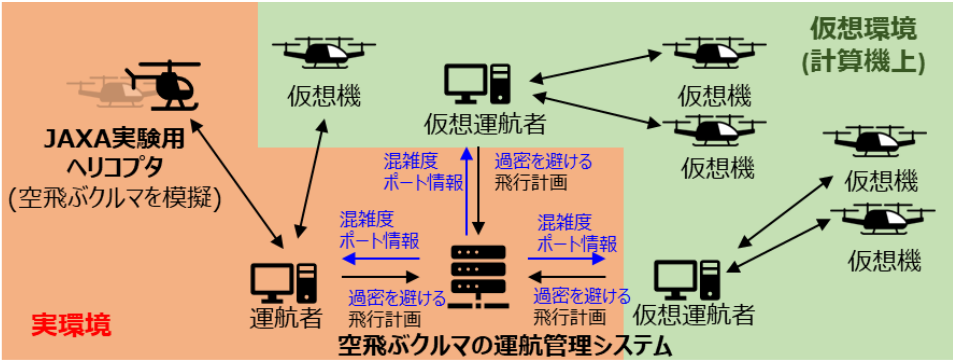 仮想環境
(計算機上)
仮想機
仮想運航者
仮想機
仮想機
JAXA実験用
ヘリコプタ
(空飛ぶクルマを模擬)
混雑度
ポート情報
過密を避ける
飛行計画
仮想機
仮想機
混雑度
ポート情報
混雑度
ポート情報
運航者
過密を避ける
飛行計画
過密を避ける
飛行計画
仮想運航者
実環境
空飛ぶクルマの運航管理システム